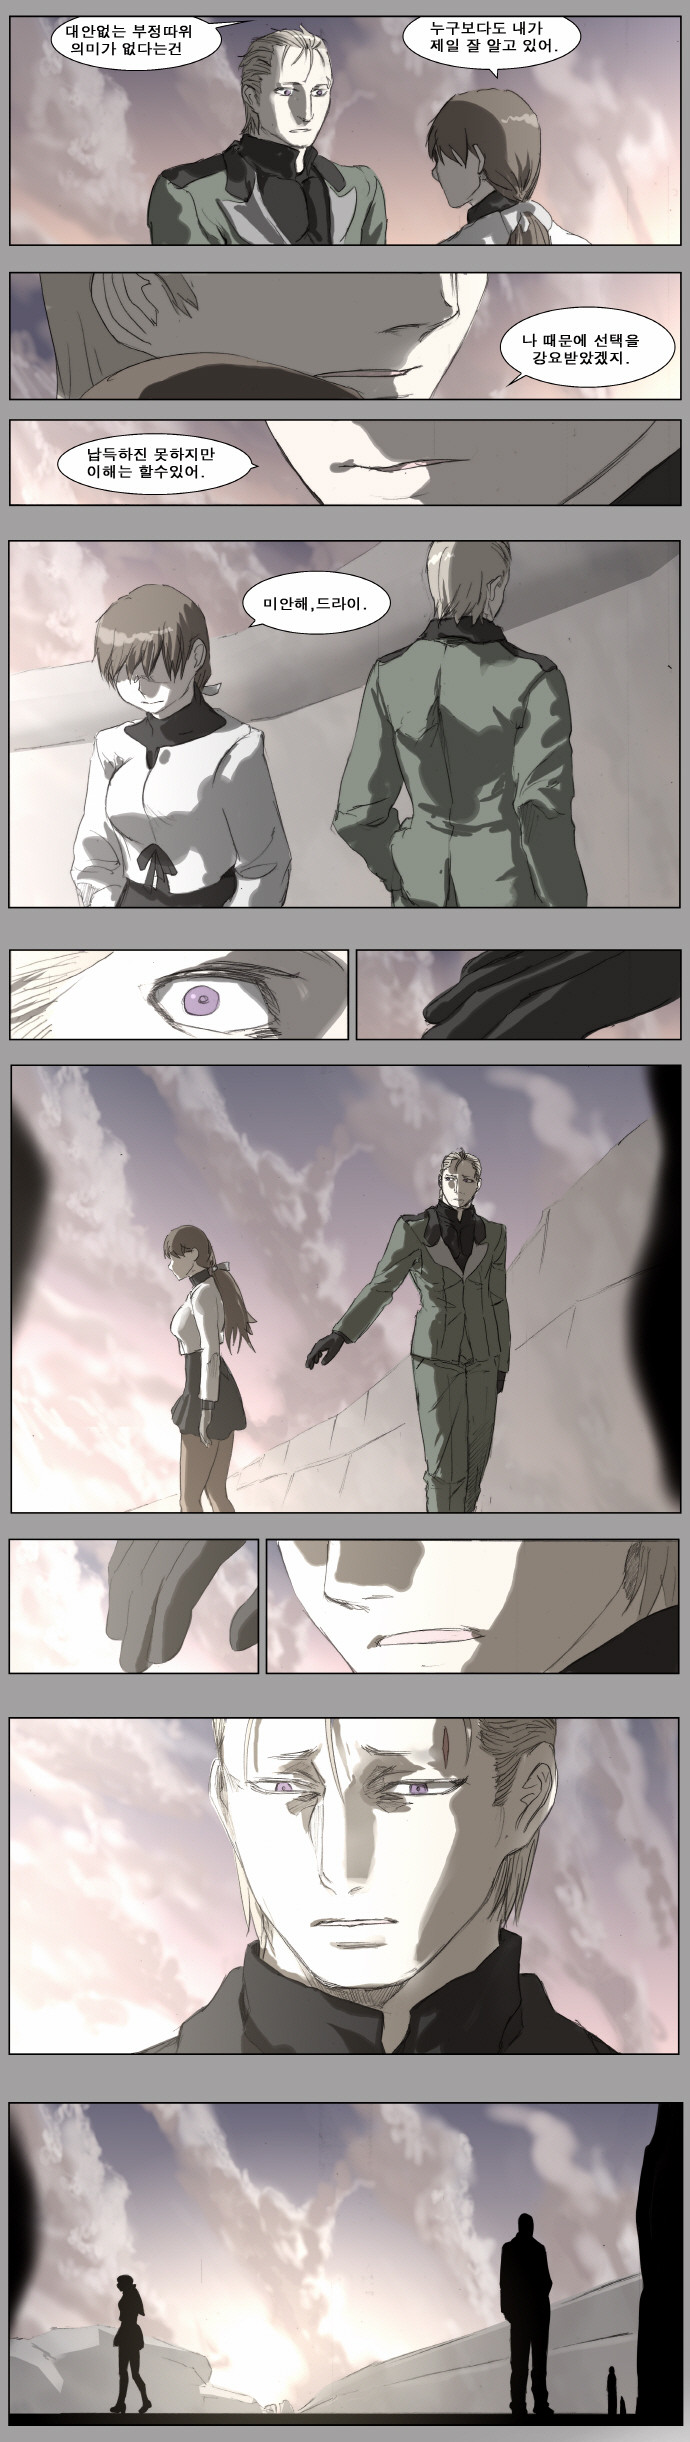 대안없는 부정따위
의미가 없다는건
누구보다도 내가
제일 잘 알고 있어.
나 때문에 선택을
강요받았겠지.
납득하진 못하지만
이해는 할수있어.
미안해,드라이.